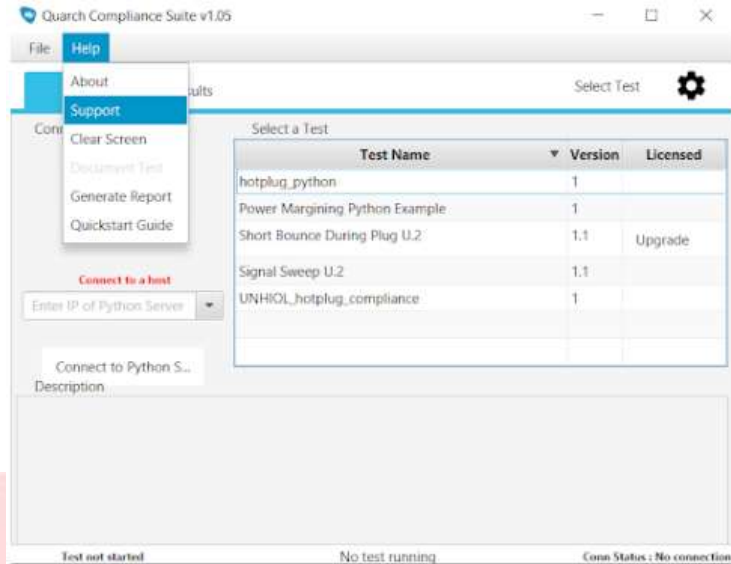 Quarch Compliance Suite v1.05
File Help
About
Support
Clear Screen
Document Test
Generate Report
Quickstart Guide
Select Test
Select a Test
Test Name Version Licensed
hotplug_python 1
Power Margining Python Example 1
Short Bounce During Plug U.2 1.1 Upgrade
Signal Sweep U.2 1.1
UNHIOL_hotplug_compliance 1
Connect to a host
Enter IP of Python Server
Connect to Python S...
Description
Test not started No test running Conn Status : No connection